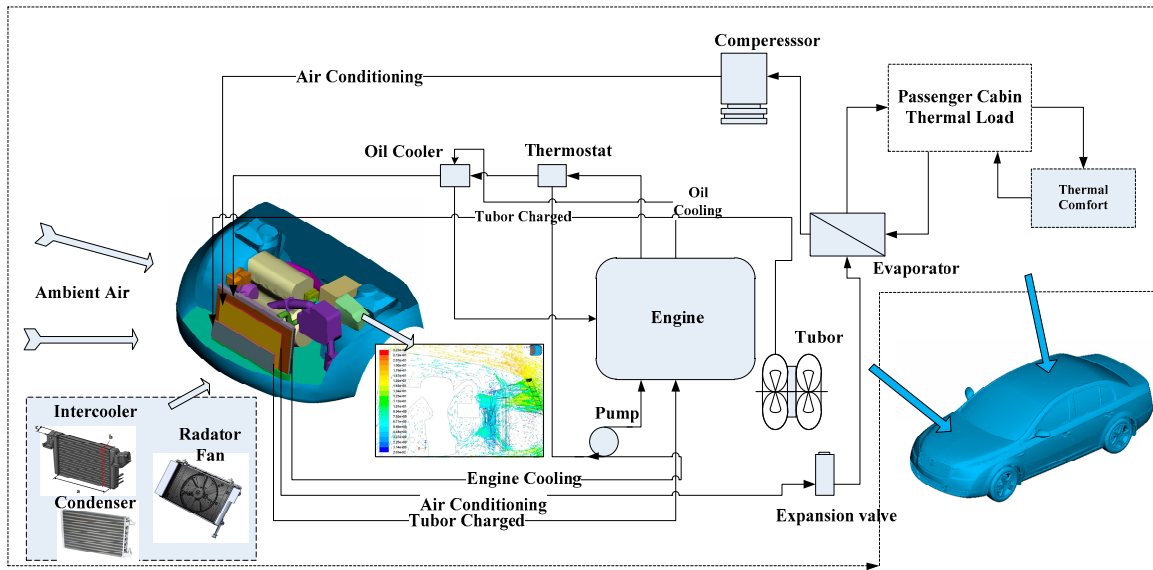 Comperesssor
Air Conditioning
Passenger Cabin
Thermal Load
Oil Cooler
Thermostat
Thermal
Comfort
Oil
Cooling
Tubor Charged
Evaporator
Ambient Air
Engine
Tubor
Intercooler
Radator
Fan
c
b
a
Condenser
Pump
Engine Cooling
Air Conditioning
Tubor Charged
Expansion valve